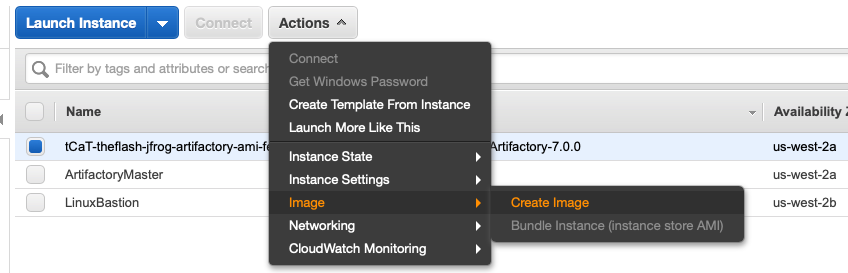 Launch Instance
Connect
Actions
Filter by tags and attributes or search
Connect
Get Windows Password
Create Template From Instance
Launch More Like This
Instance State
Instance Settings
Image
Networking
CloudWatch Monitoring
Create Image
Bundle Instance (instance store AMI)
Name
Availability
tCaT-theflash-jfrog-artifactory-ami- Artifactory-7.0.0
us-west-2a
ArtifactoryMaster
us-west-2a
LinuxBastion
us-west-2b